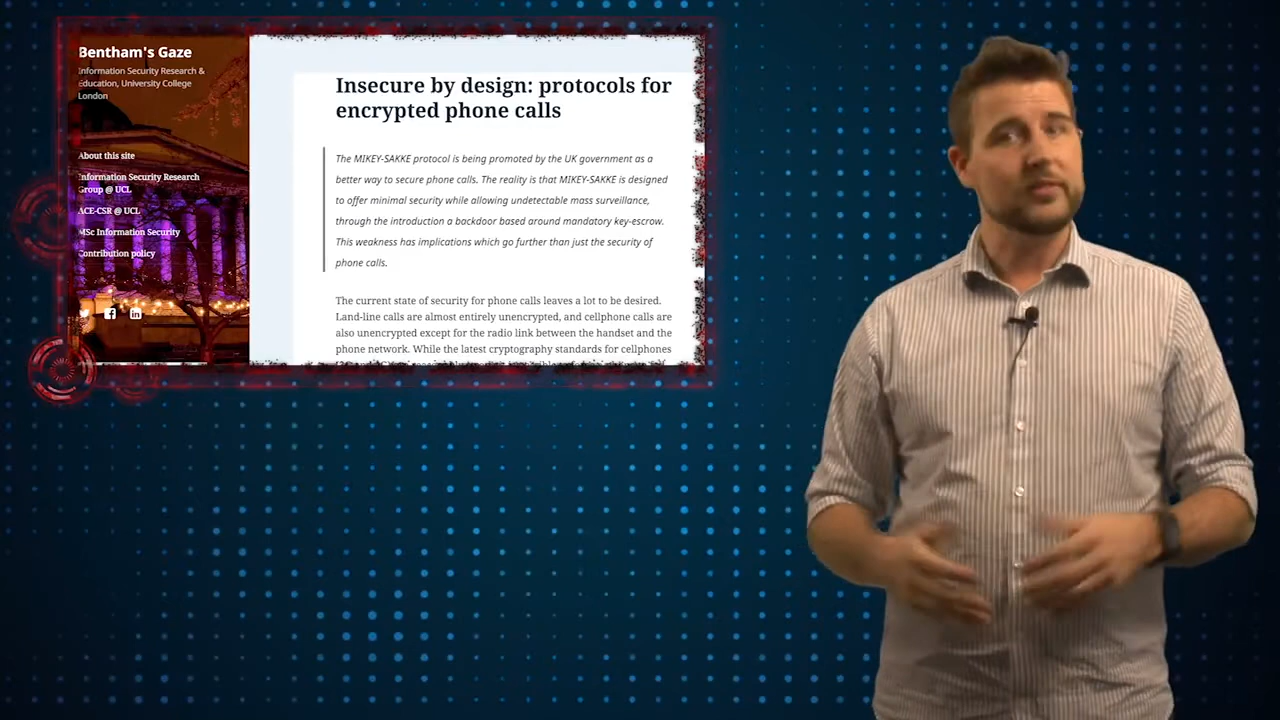 Bentham's Gaze
Information Security Research &
Education, University College
London
About this site
Information Security Research
Group @ UCL
ACE-CSR @ UCL
MSc Information Security
Contribution policy
Insecure by design: protocols for
encrypted phone calls
The MIKEY-SAKKE protocol is being promoted by the UK government as a
better way to secure phone calls. The reality is that MIKEY-SAKKE is designed
to offer minimal security while allowing undetectable mass surveillance,
through the introduction a backdoor based around mandatory key-escrow.
This weakness has implications which go further than just the security of
phone calls.
The current state of security for phone calls leaves a lot to be desired.
Land-line calls are almost entirely unencrypted, and cellphone calls are
also unencrypted except for the radio link between the handset and the
phone network. While the latest cryptography standards for cellphones